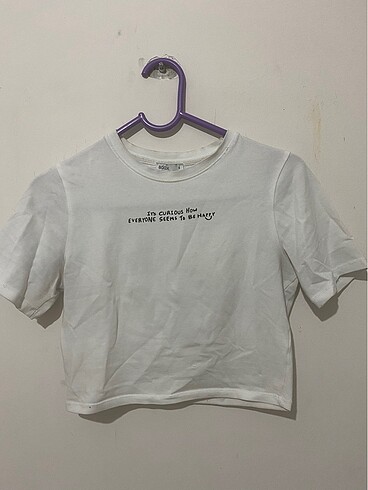 ITS CURIOUS HOW
EVERYONE SEEMS TO BE HAPPY